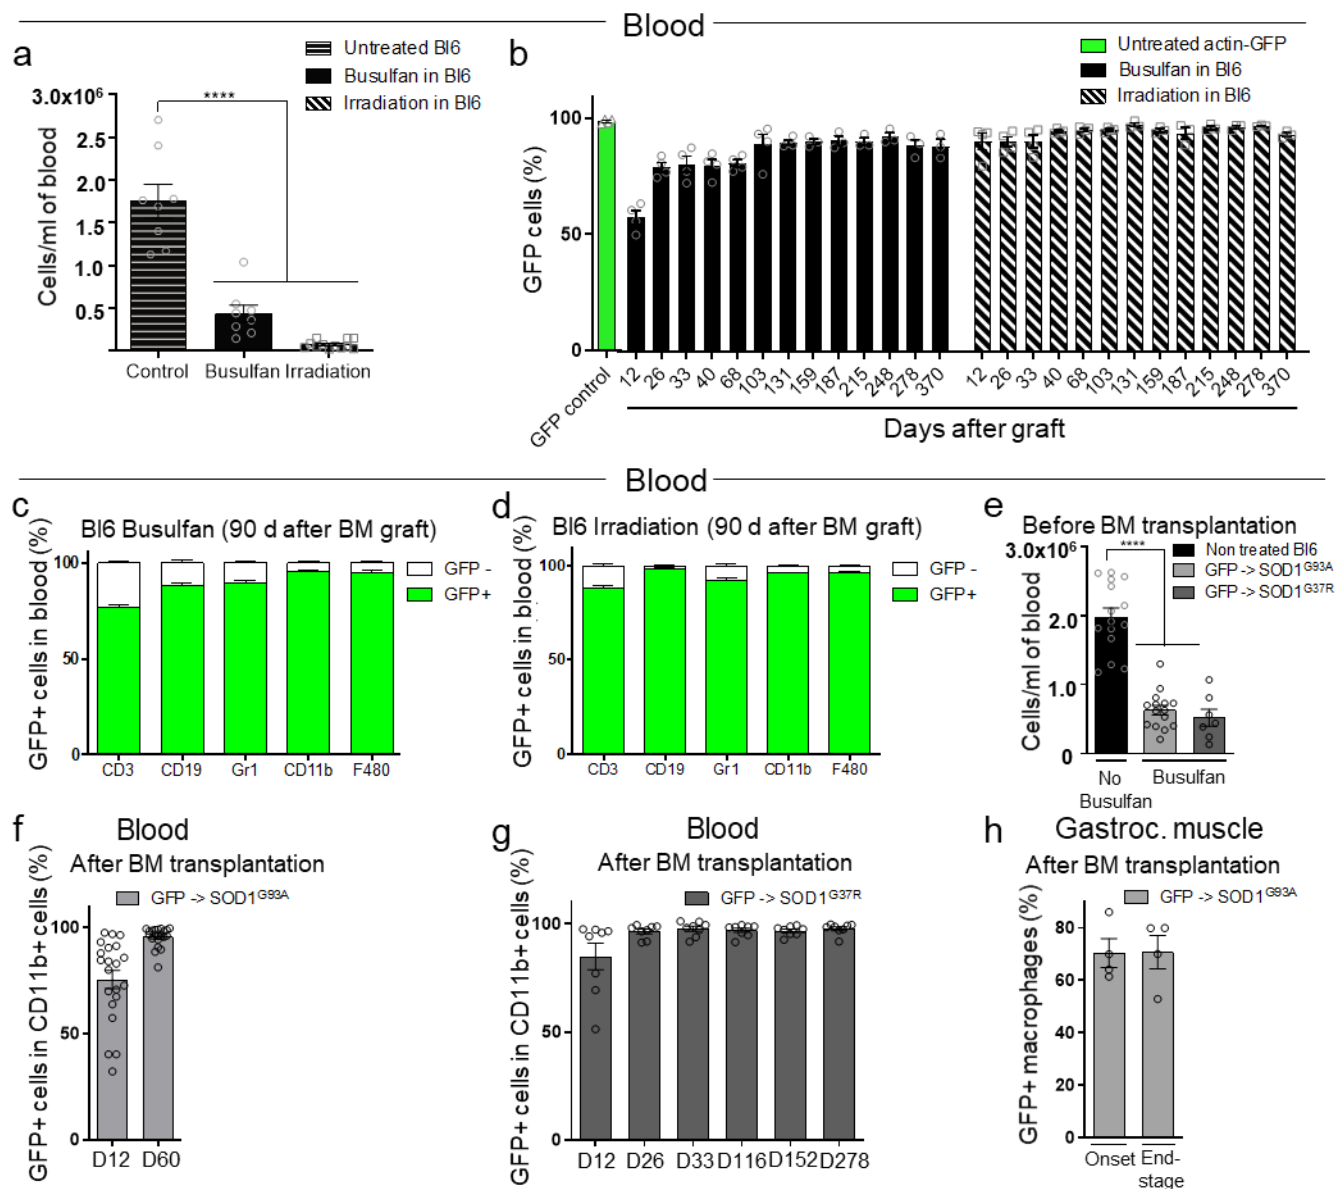 Blood
a
Untreated Bl6
Busulfan in Bl6
Irradiation in Bl6
****
3.0x10⁶
2.5
2.0
1.5
1.0
0.5
Cells/ml of blood
Control Busulfan Irradiation
b
Untreated actin-GFP
Busulfan in Bl6
Irradiation in Bl6
GFP cells (%)
100
50
0
GFP control 12 26 33 40 68 103 131 159 187 215 248 278 370 12 26 33 40 68 103 131 159 187 215 248 278 370
Days after graft
Blood
c
Bl6 Busulfan (90 d after BM graft)
GFP -
GFP+
GFP+ cells in blood (%)
100
50
0
CD3 CD19 Gr1 CD11b F480
d
Bl6 Irradiation (90 d after BM graft)
GFP -
GFP+
GFP+ cells in blood (%)
100
50
0
CD3 CD19 Gr1 CD11b F480
e
Before BM transplantation
3.0x10⁶
****
Non treated Bl6
GFP -> SOD1ᴳ⁹³ᴬ
GFP -> SOD1ᴳ³⁷ᴿ
2.0
1.0
0
Cells/ml of blood
No Busulfan
Busulfan
f
Blood
After BM transplantation
GFP -> SOD1ᴳ⁹³ᴬ
GFP+ cells in CD11b+ cells (%)
100
50
0
D12 D60
g
Blood
After BM transplantation
GFP -> SOD1ᴳ³⁷ᴿ
GFP+ cells in CD11b+ cells (%)
100
50
0
D12 D26 D33 D116 D152 D278
h
Gastroc. muscle
After BM transplantation
GFP -> SOD1ᴳ⁹³ᴬ
GFP+ macrophages (%)
80
60
40
20
0
Onset End-
stage